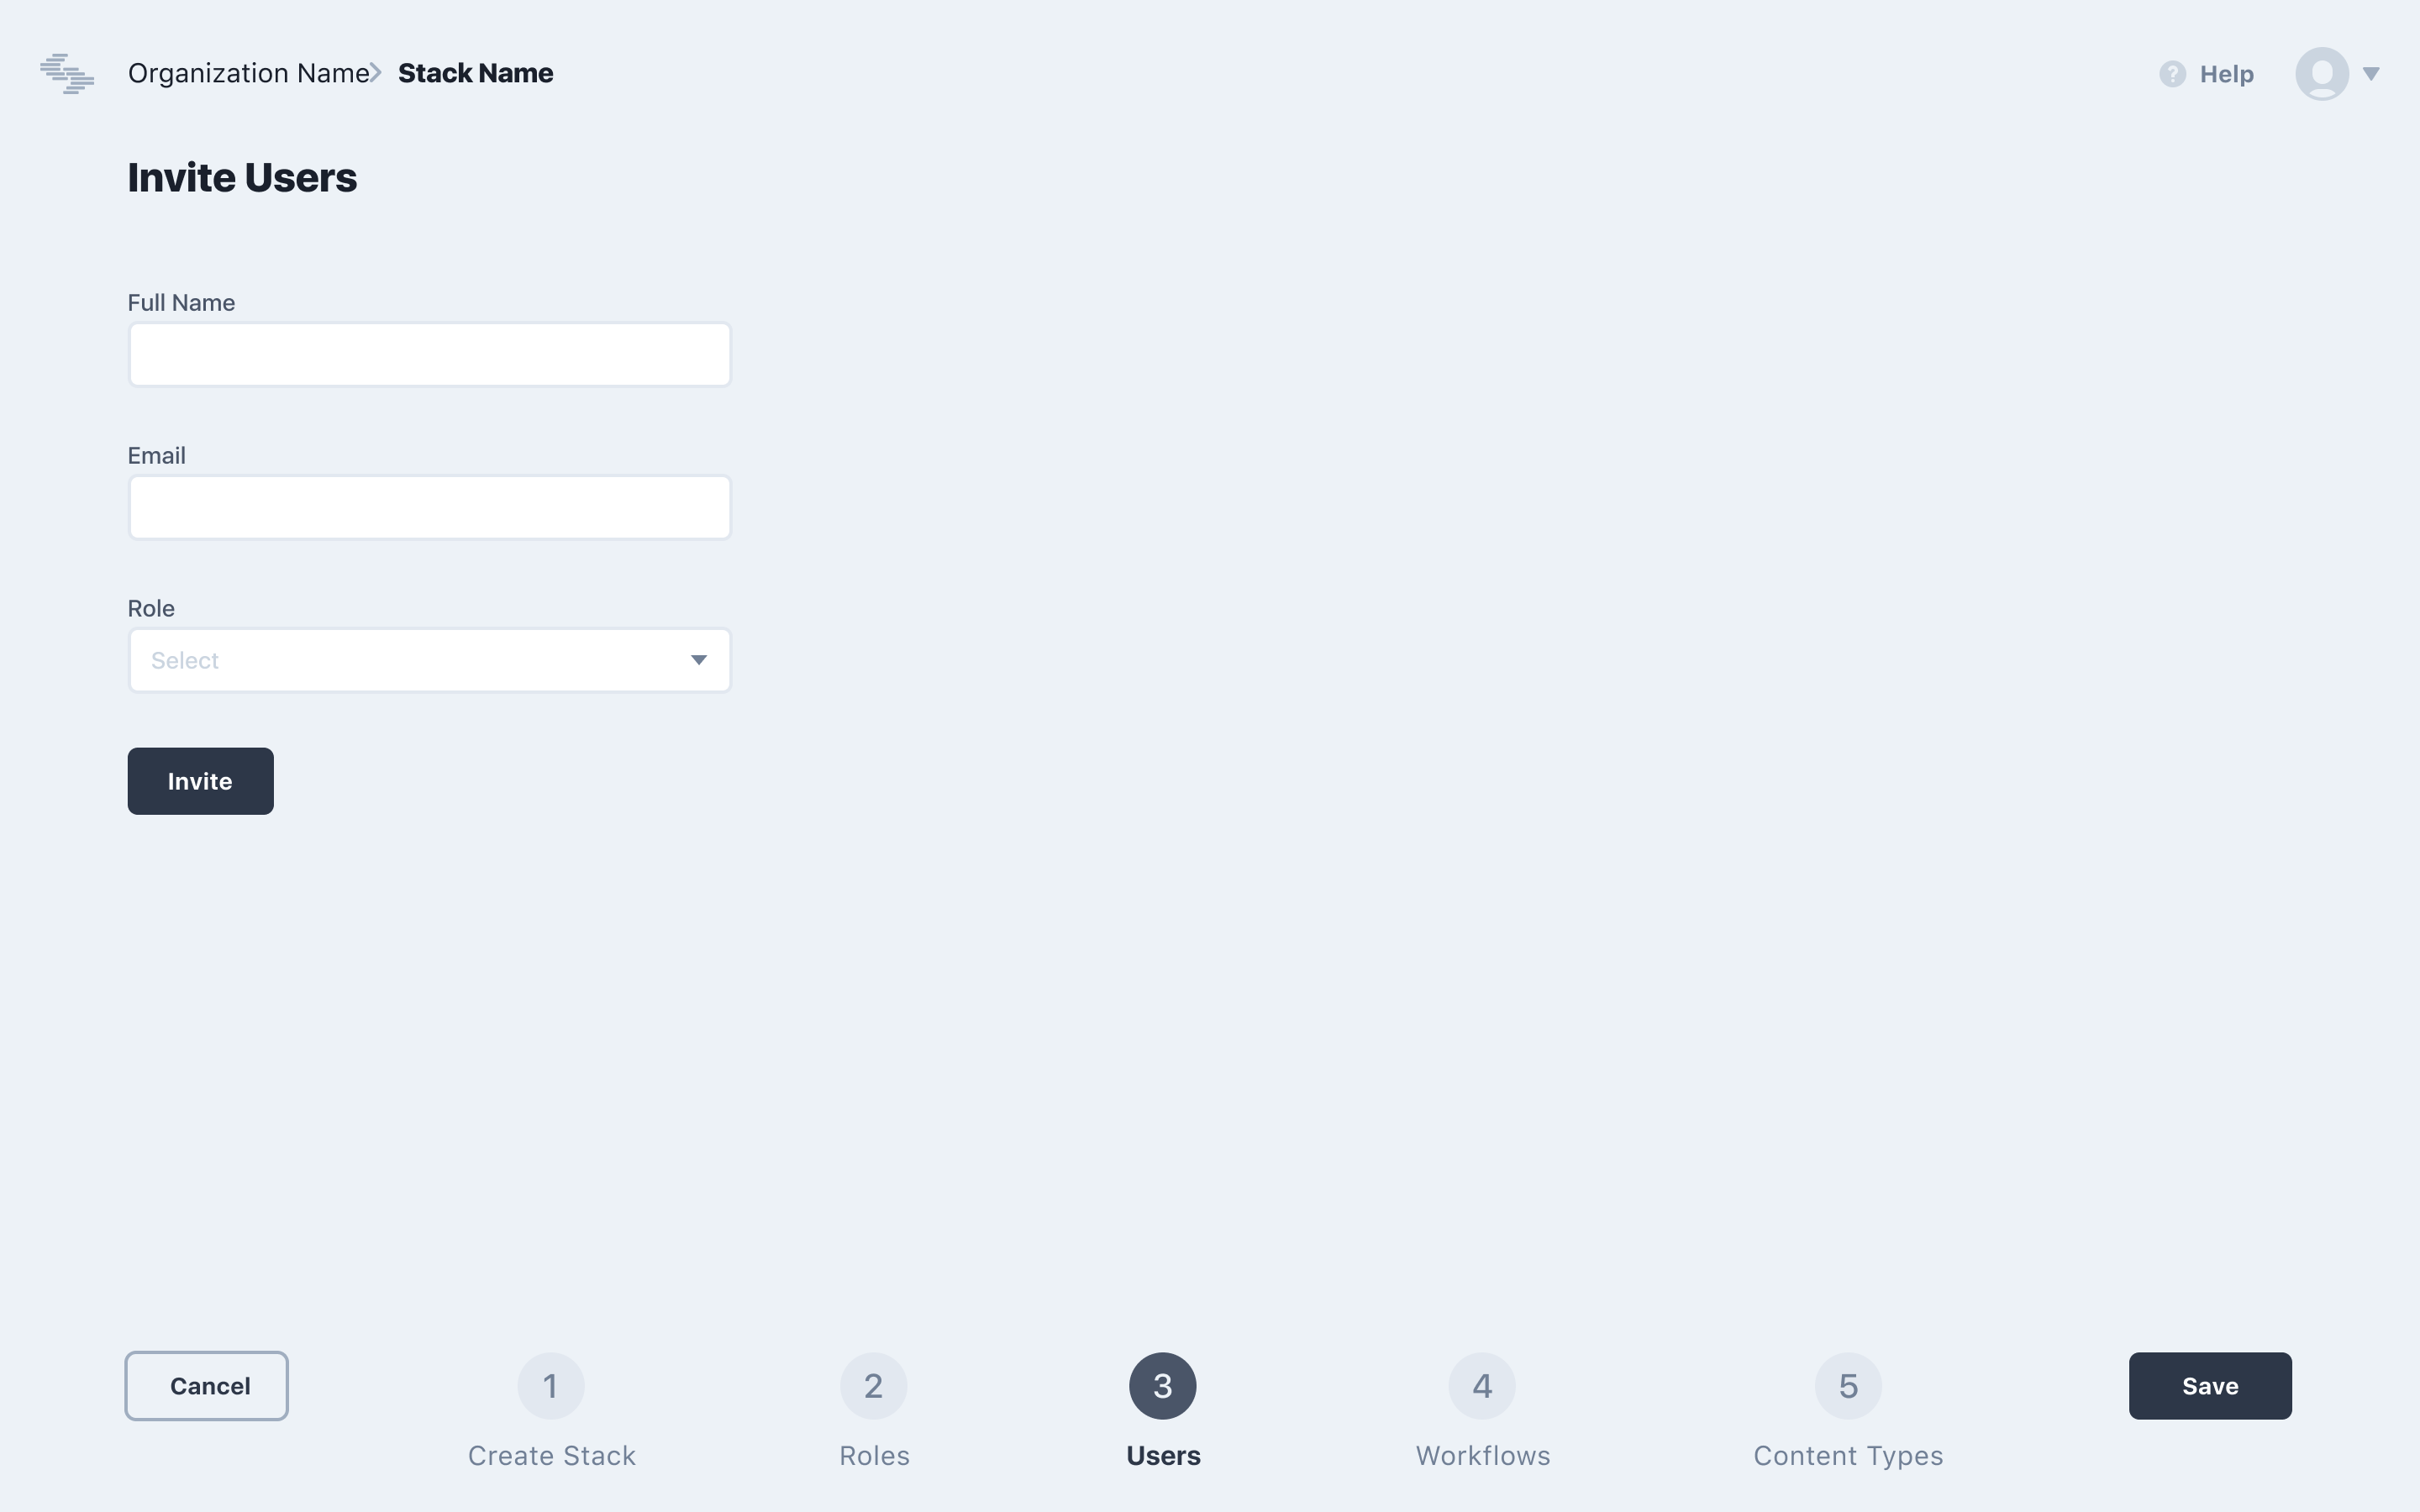 Organization Name Stack Name
? Help
Invite Users
Full Name
Email
Role
Select
Invite
Cancel
1
Create Stack
2
Roles
3
Users
4
Workflows
5
Content Types
Save